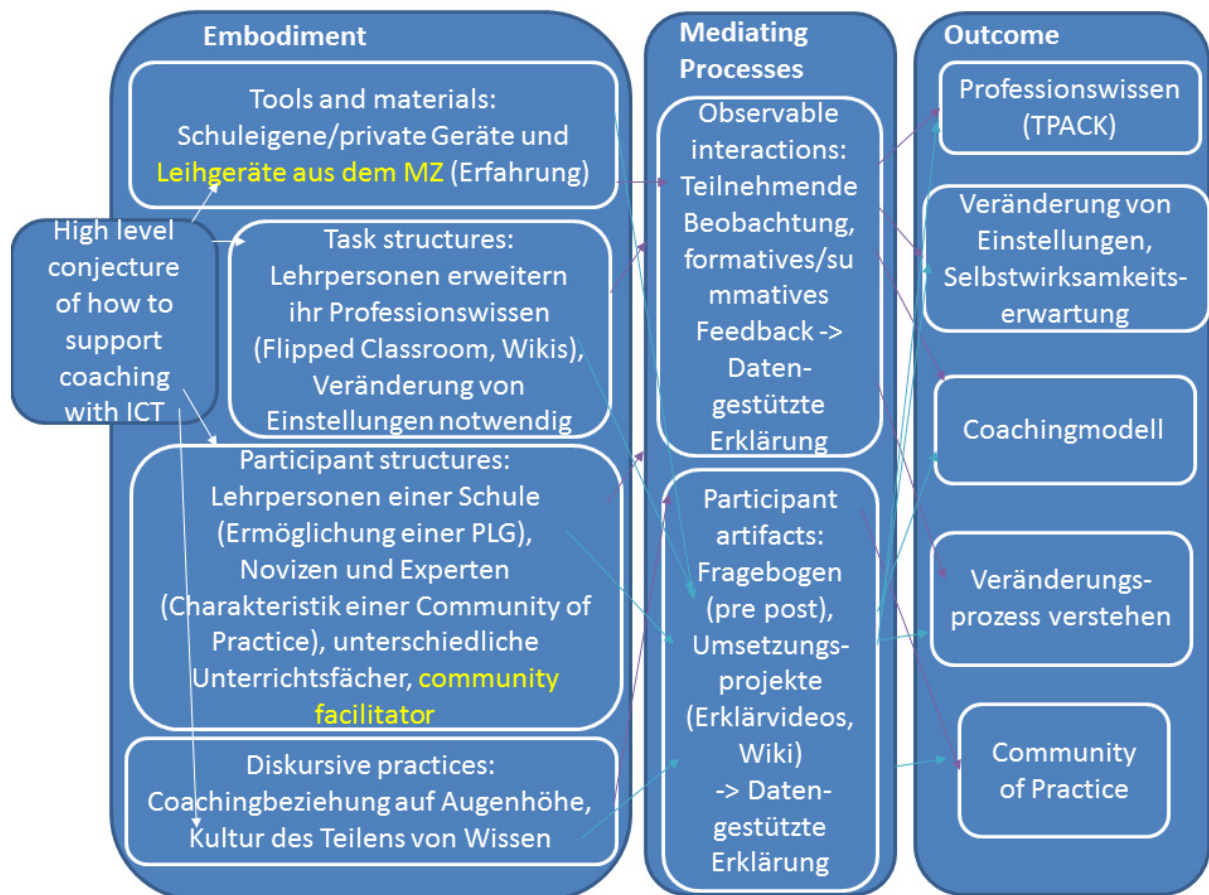 Embodiment
Tools and materials:
Schuleigene/private Geräte und
Leihgeräte aus dem MZ (Erfahrung)
High level
conjecture
of how to
support
coaching
with ICT
Task structures:
Lehrpersonen erweitern
ihr Professionswissen
(Flipped Classroom, Wikis),
Veränderung von
Einstellungen notwendig
Participant structures:
Lehrpersonen einer Schule
(Ermöglichung einer PLG),
Novizen und Experten
(Charakteristik einer Community of
Practice), unterschiedliche
Unterrichtsfächer, community
facilitator
Diskursive practices:
Coachingbeziehung auf Augenhöhe,
Kultur des Teilens von Wissen
Mediating
Processes
Observable
interactions:
Teilnehmende
Beobachtung,
formatives/su
mmatives
Feedback ->
Daten-
gestützte
Erklärung
Participant
artifacts:
Fragebogen
(pre post),
Umsetzungs-
projekte
(Erklärvideos,
Wiki)
-> Daten-
gestützte
Erklärung
Outcome
Professionswissen
(TPACK)
Veränderung von
Einstellungen,
Selbstwirksamkeits-
erwartung
Coachingmodell
Veränderungs-
prozess verstehen
Community
of Practice